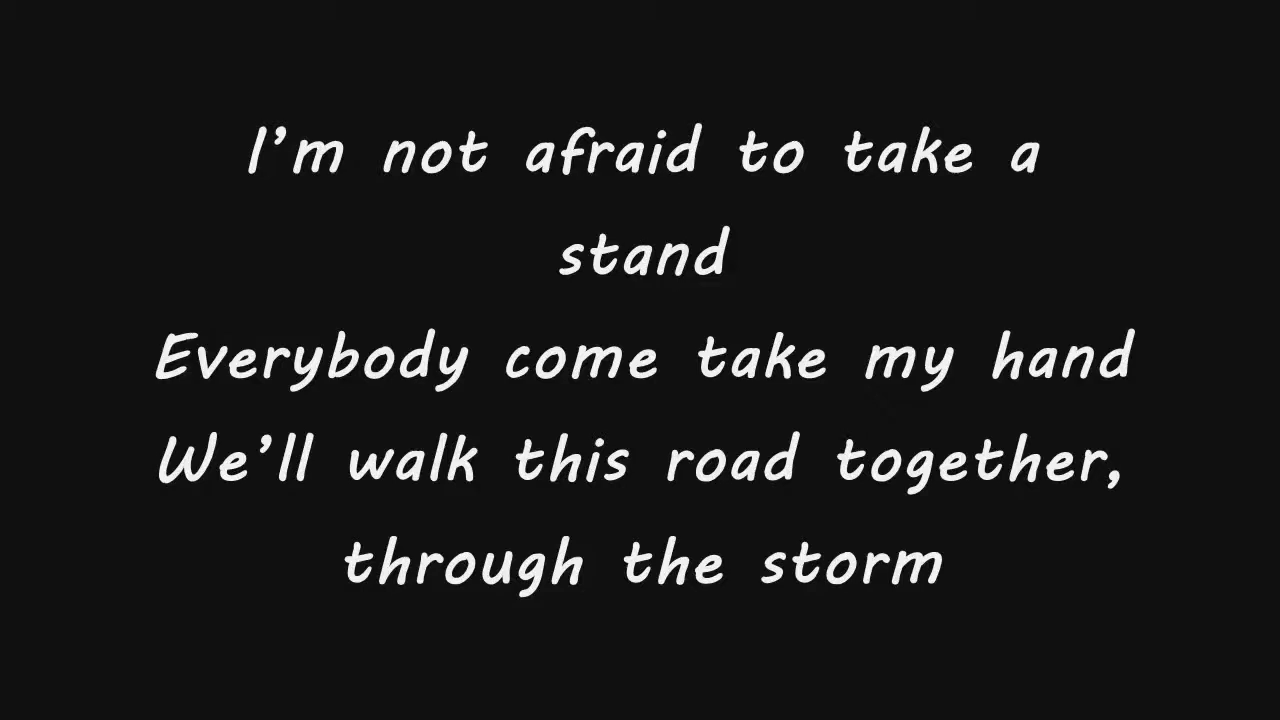 I'm not afraid to take a
stand
Everybody come take my hand
We'll walk this road together,
through the storm